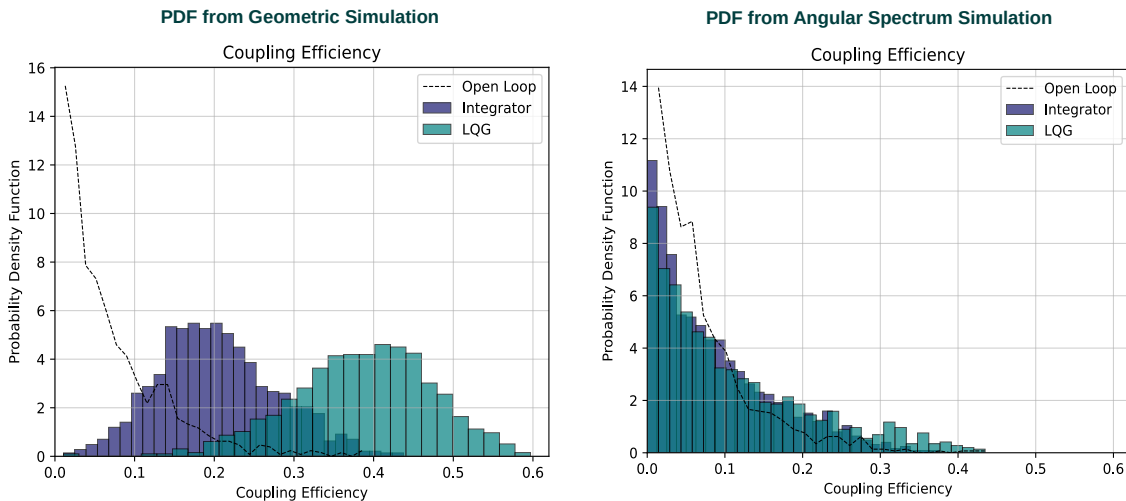 PDF from Geometric Simulation
Coupling Efficiency
16
14
12
10
8
6
4
2
0
Probability Density Function
Open Loop
Integrator
LQG
0.0 0.1 0.2 0.3 0.4 0.5 0.6
Coupling Efficiency
PDF from Angular Spectrum Simulation
Coupling Efficiency
14
12
10
8
6
4
2
0
Probability Density Function
Open Loop
Integrator
LQG
0.0 0.1 0.2 0.3 0.4 0.5 0.6
Coupling Efficiency